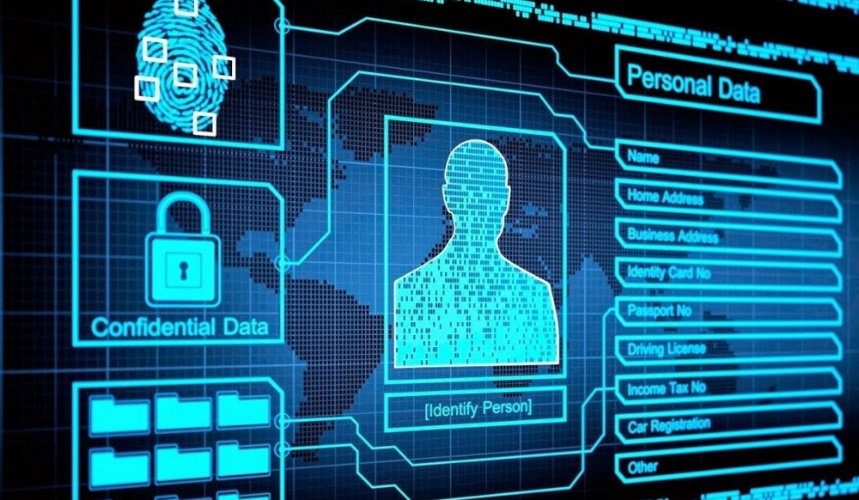 Personal Data
Name
Home Address
Business Address
Identity Card No
Passport No
Driving License
Income Tax No
Car Registration
Other
Confidential Data
[Identify Person]